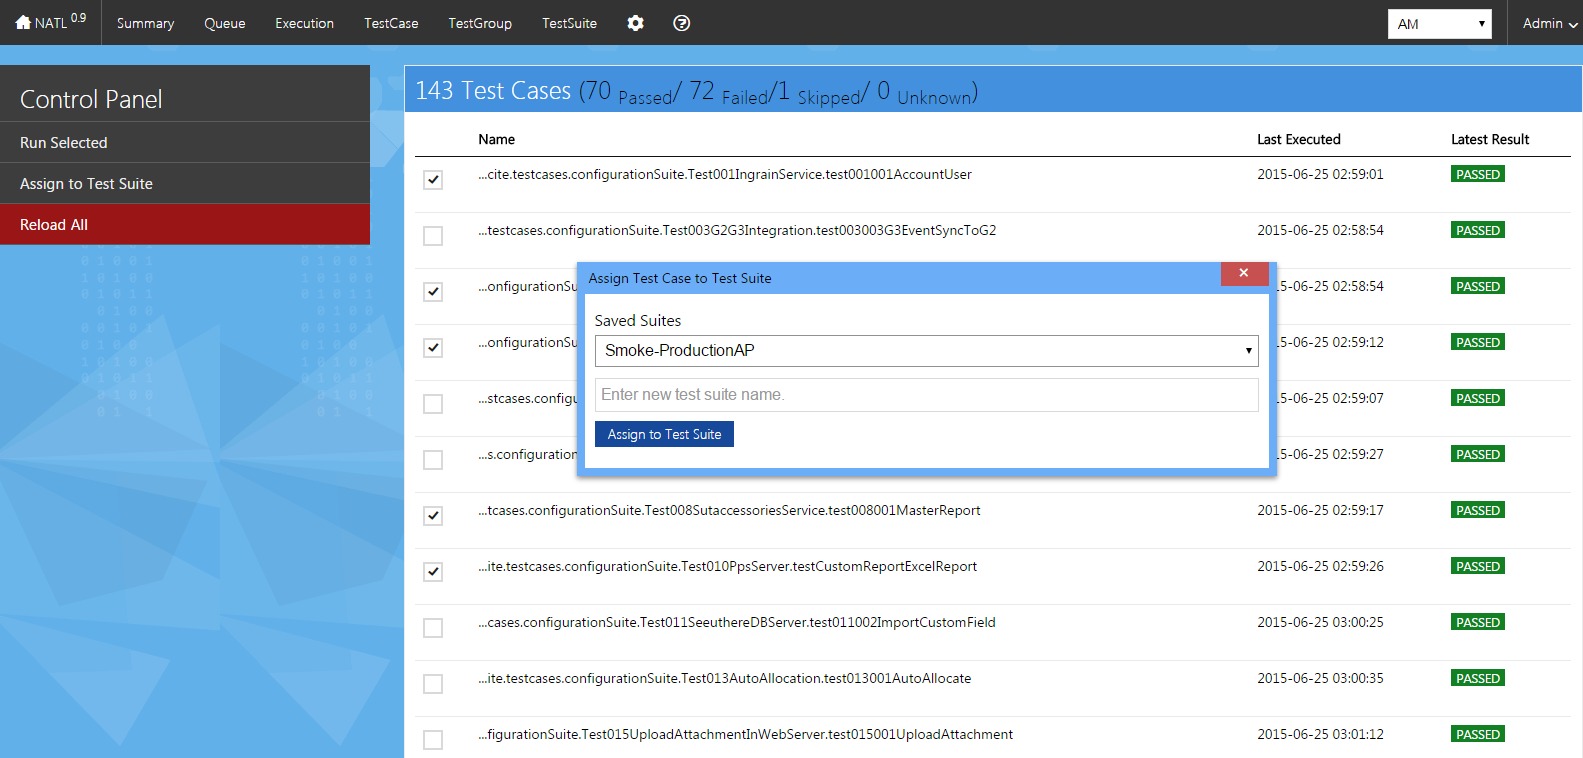 NATL 0.9 Summary Queue Execution TestCase TestGroup TestSuite AM Admin
Control Panel
Run Selected
Assign to Test Suite
Reload All
143 Test Cases (70 Passed/ 72 Failed/1 Skipped/ 0 Unknown)
Name Last Executed Latest Result
...cite.testcases.configurationSuite.Test001IngrainService.test001001AccountUser 2015-06-25 02:59:01 PASSED
...testcases.configurationSuite.Test003G2G3Integration.test003003G3EventSyncToG2 2015-06-25 02:58:54 PASSED
...onfigurationSu 15-06-25 02:58:54 PASSED
...onfigurationSu 15-06-25 02:59:12 PASSED
...stcases.configu 15-06-25 02:59:07 PASSED
...s.configuration 15-06-25 02:59:27 PASSED
Assign Test Case to Test Suite
Saved Suites
Smoke-ProductionAP
Enter new test suite name.
Assign to Test Suite
...tcases.configurationSuite.Test008SutaccessoriesService.test008001MasterReport 2015-06-25 02:59:17 PASSED
...ite.testcases.configurationSuite.Test010PpsServer.testCustomReportExcelReport 2015-06-25 02:59:26 PASSED
...cases.configurationSuite.Test011SeeuthereDBServer.test011002ImportCustomField 2015-06-25 03:00:25 PASSED
...ite.testcases.configurationSuite.Test013AutoAllocation.test013001AutoAllocate 2015-06-25 03:00:35 PASSED
...figurationSuite.Test015UploadAttachmentInWebServer.test015001UploadAttachment 2015-06-25 03:01:12 PASSED